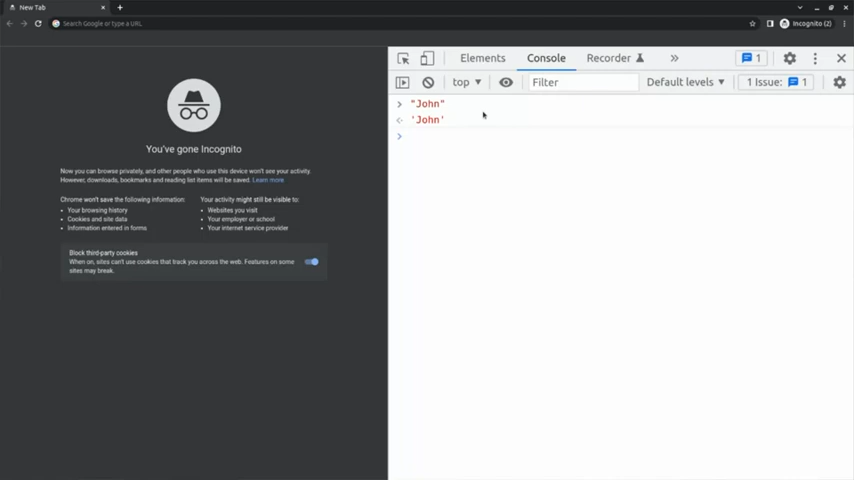 New Tab
Search Google or type a URL
Incognito (2)
Elements
Console
Recorder
1
top
Filter
Default levels
1 Issue:
1
"John"
'John'
You've gone Incognito
Now you can browse privately, and other people who use this device won't see your activity.
However, downloads, bookmarks and reading list items will be saved. Learn more
Chrome won't save the following information:
• Your browsing history
• Cookies and site data
• Information entered in forms
Your activity might still be visible to:
• Websites you visit
• Your employer or school
• Your internet service provider
Block third-party cookies
When on, sites can't use cookies that track you across the web. Features on some
sites may break.